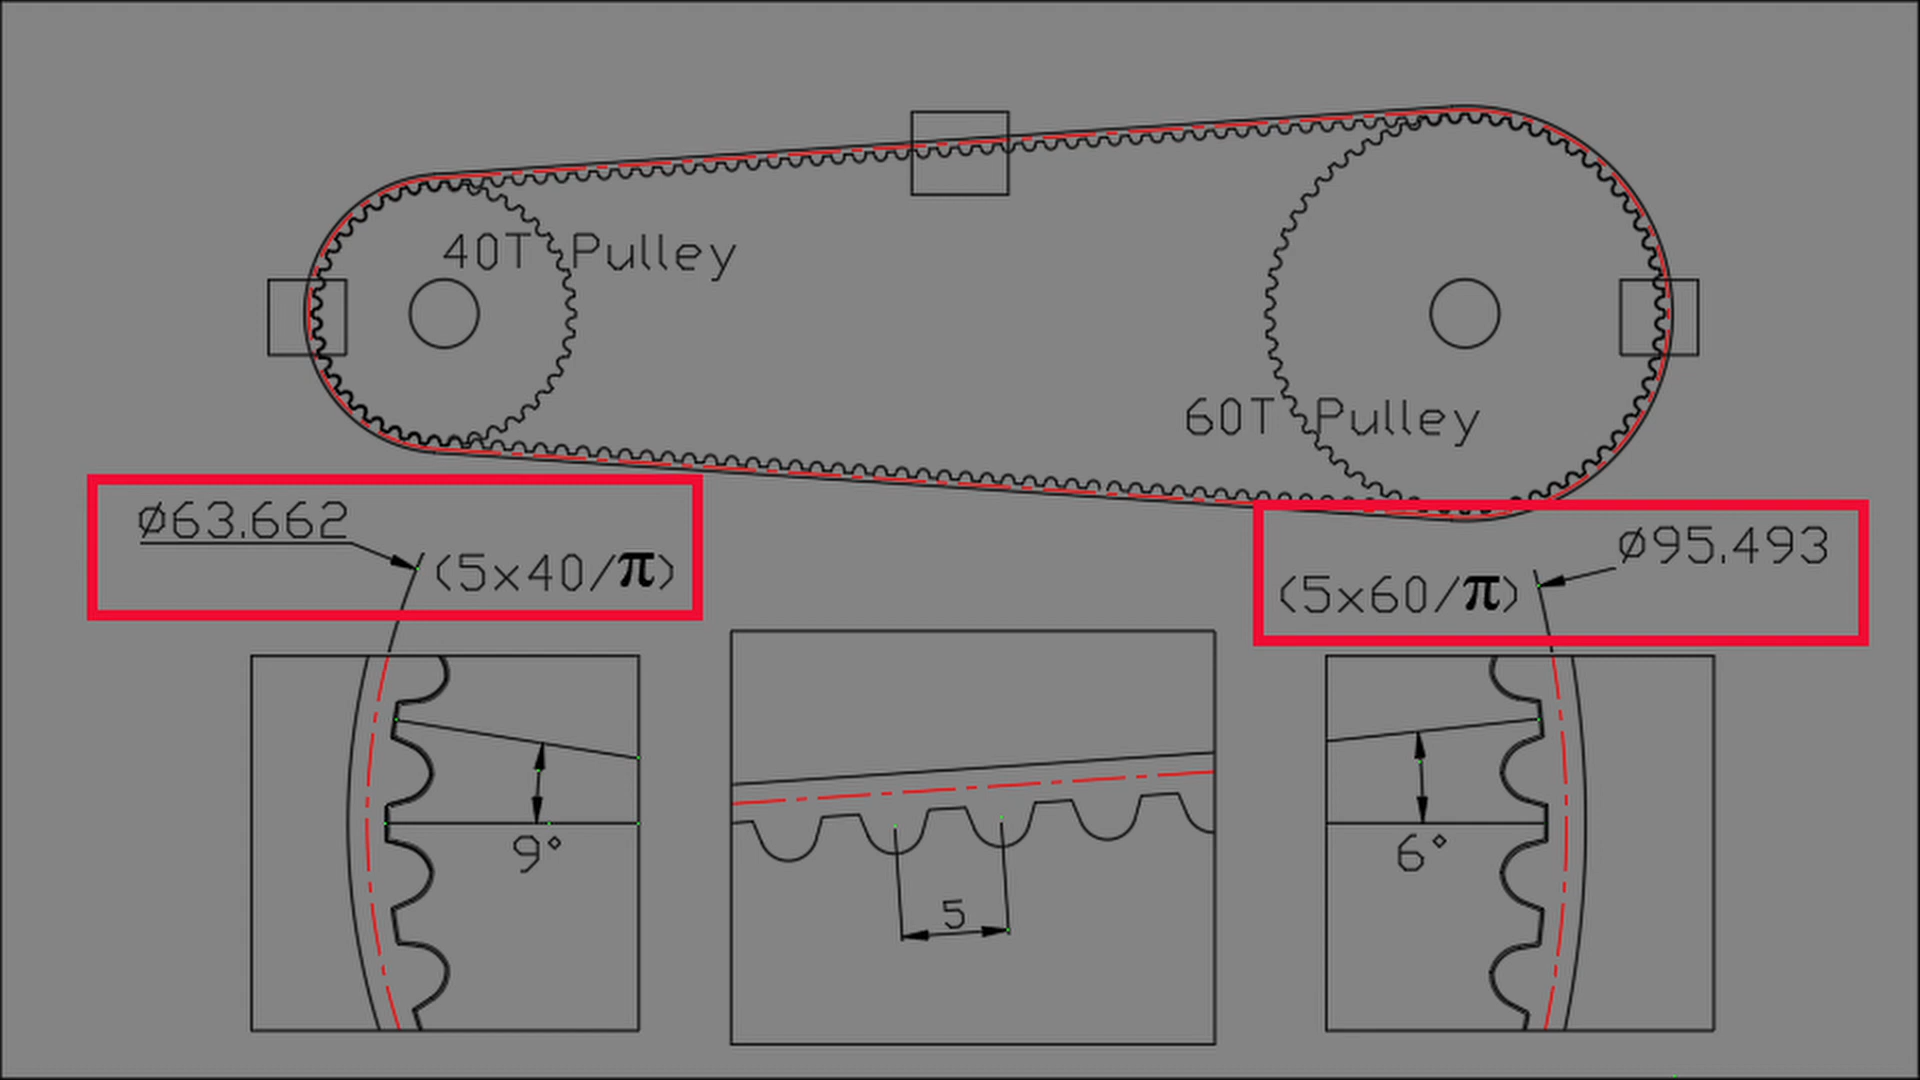 40T Pulley
60T Pulley
Ø63.662
(5x40/π)
Ø95.493
(5x60/π)
9°
5
6°